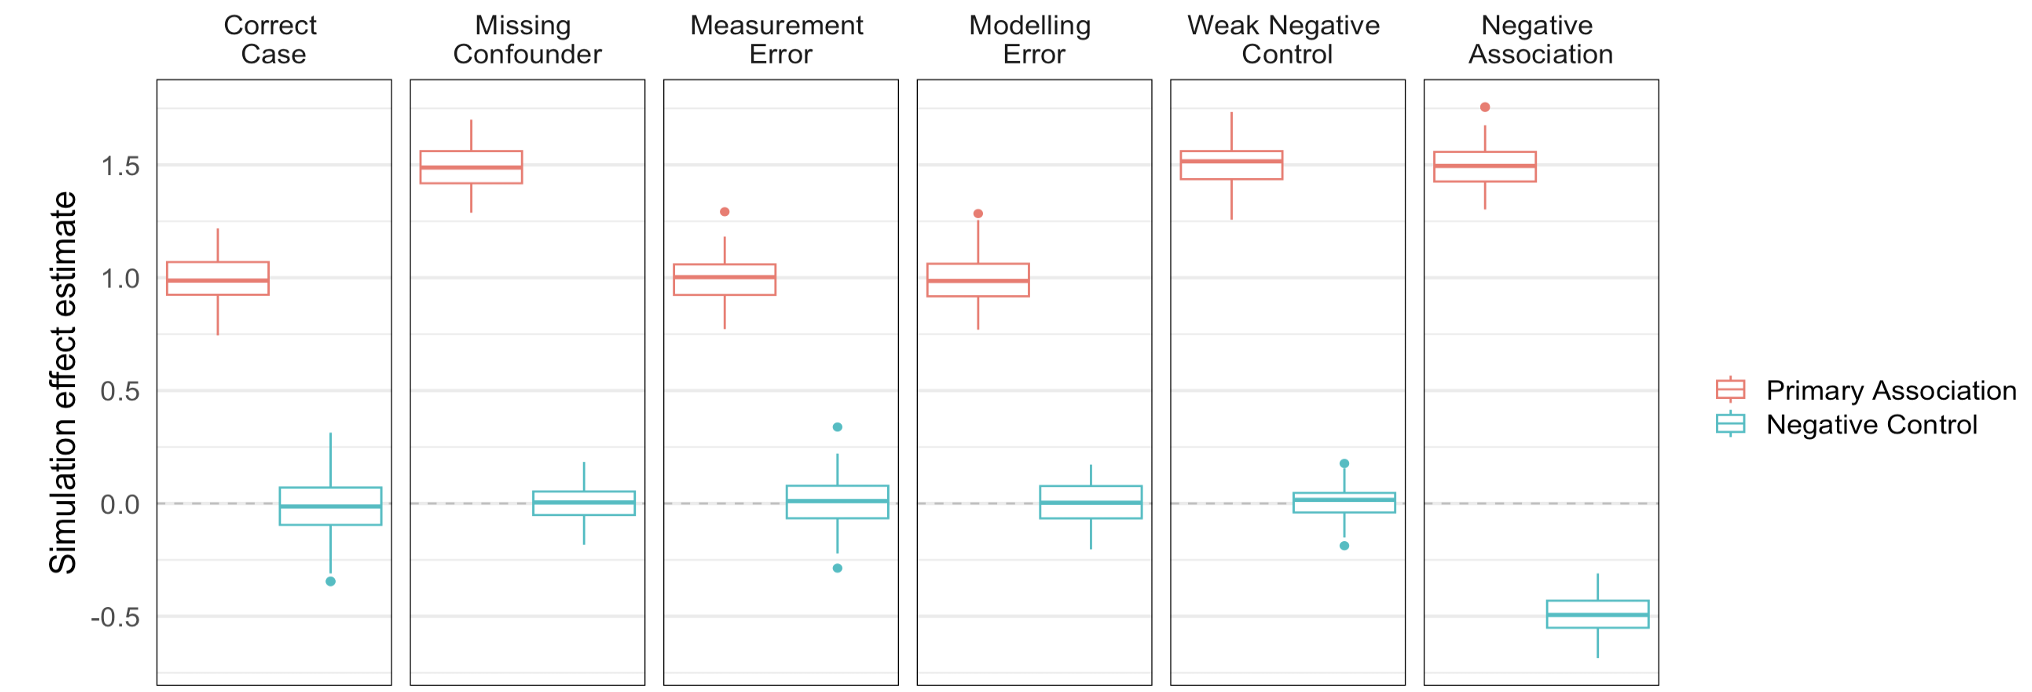 Correct
Case
Missing
Confounder
Measurement
Error
Modelling
Error
Weak Negative
Control
Negative
Association
Simulation effect estimate
1.5
1.0
0.5
0.0
-0.5
Primary Association
Negative Control